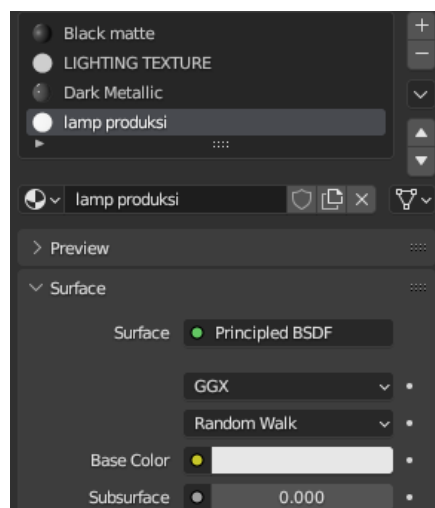 Black matte
LIGHTING TEXTURE
Dark Metallic
lamp produksi
lamp produksi
Preview
Surface
Surface Principled BSDF
GGX
Random Walk
Base Color
Subsurface 0.000